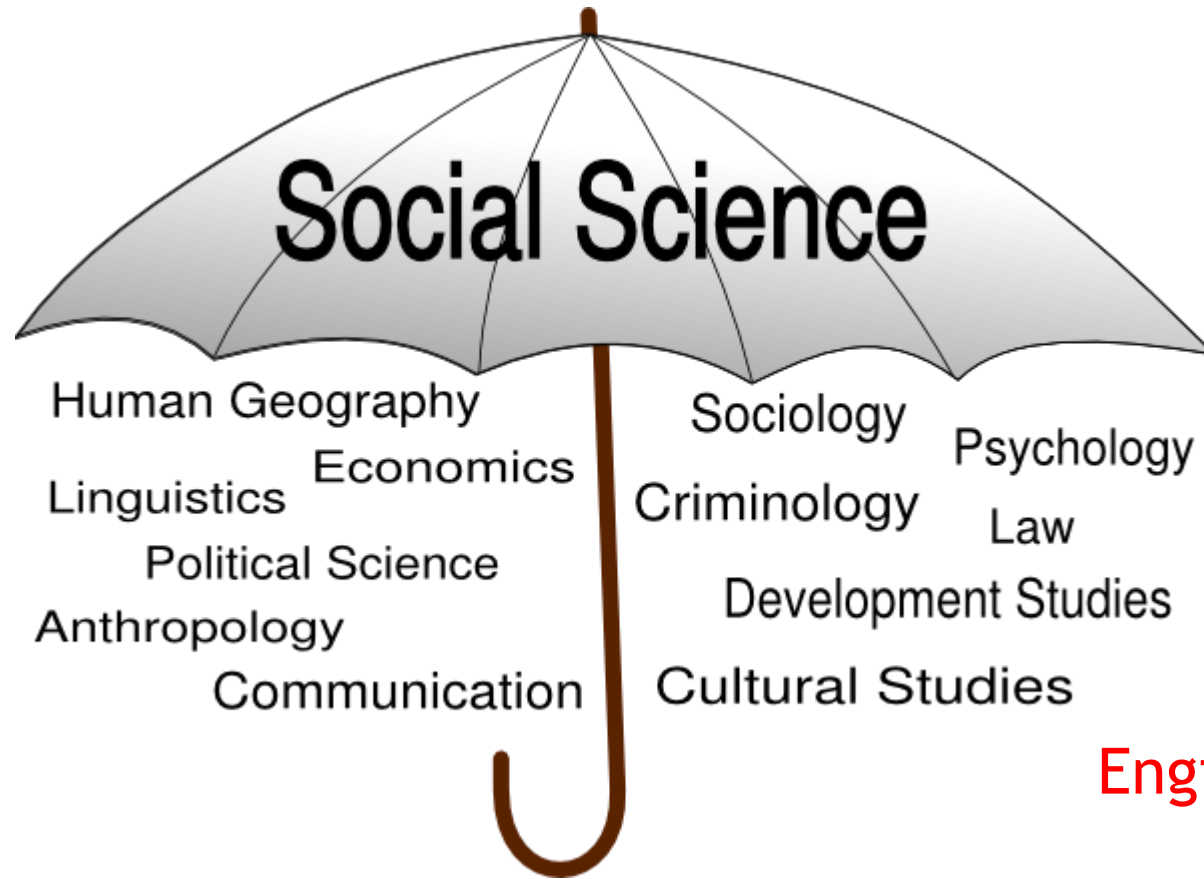 Social Science
Human Geography
Sociology
Psychology
Economics
Linguistics
Criminology
Law
Political Science
Development Studies
Anthropology
Communication
Cultural Studies